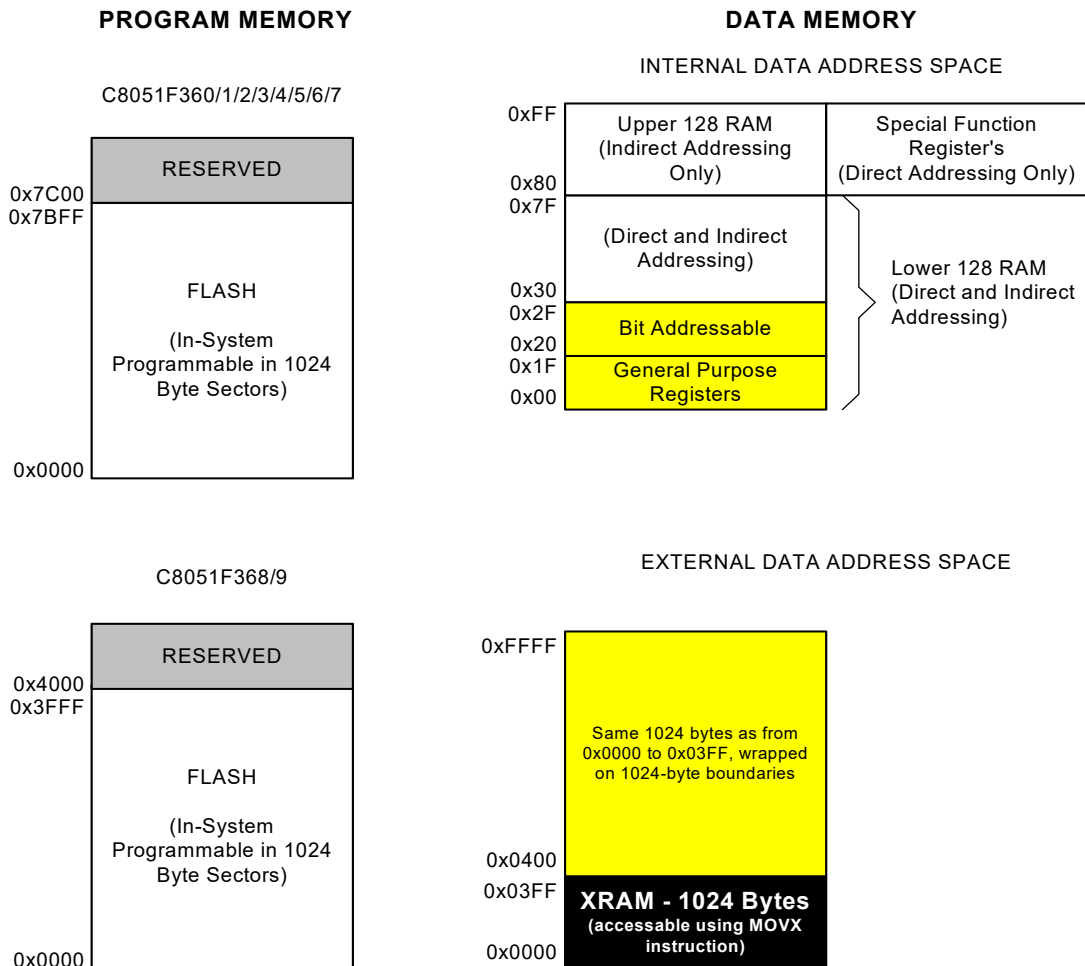 PROGRAM MEMORY
DATA MEMORY
INTERNAL DATA ADDRESS SPACE
C8051F360/1/2/3/4/5/6/7
RESERVED
0x7C00
0x7BFF
FLASH
(In-System
Programmable in 1024
Byte Sectors)
0x0000
0xFF
Upper 128 RAM
(Indirect Addressing
Only)
Special Function
Register's
(Direct Addressing Only)
0x80
0x7F
(Direct and Indirect
Addressing)
0x30
0x2F
Bit Addressable
0x20
0x1F
General Purpose
Registers
0x00
Lower 128 RAM
(Direct and Indirect
Addressing)
C8051F368/9
RESERVED
0x4000
0x3FFF
FLASH
(In-System
Programmable in 1024
Byte Sectors)
0x0000
EXTERNAL DATA ADDRESS SPACE
0xFFFF
Same 1024 bytes as from
0x0000 to 0x03FF, wrapped
on 1024-byte boundaries
0x0400
0x03FF
XRAM - 1024 Bytes
(accessable using MOVX
instruction)
0x0000